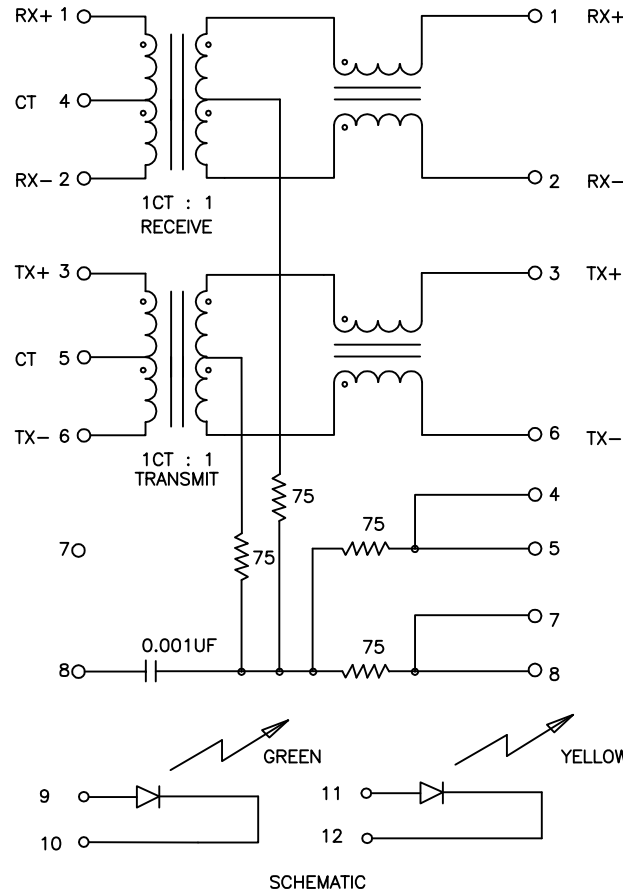 RX+ 1
1 RX+
CT 4
RX- 2
2 RX-
1CT : 1
RECEIVE
TX+ 3
3 TX+
CT 5
TX- 6
6 TX-
1CT : 1
TRANSMIT
75
4
75
7
75
5
7
0.001UF
75
8
8
GREEN
YELLOW
9
11
10
12
SCHEMATIC